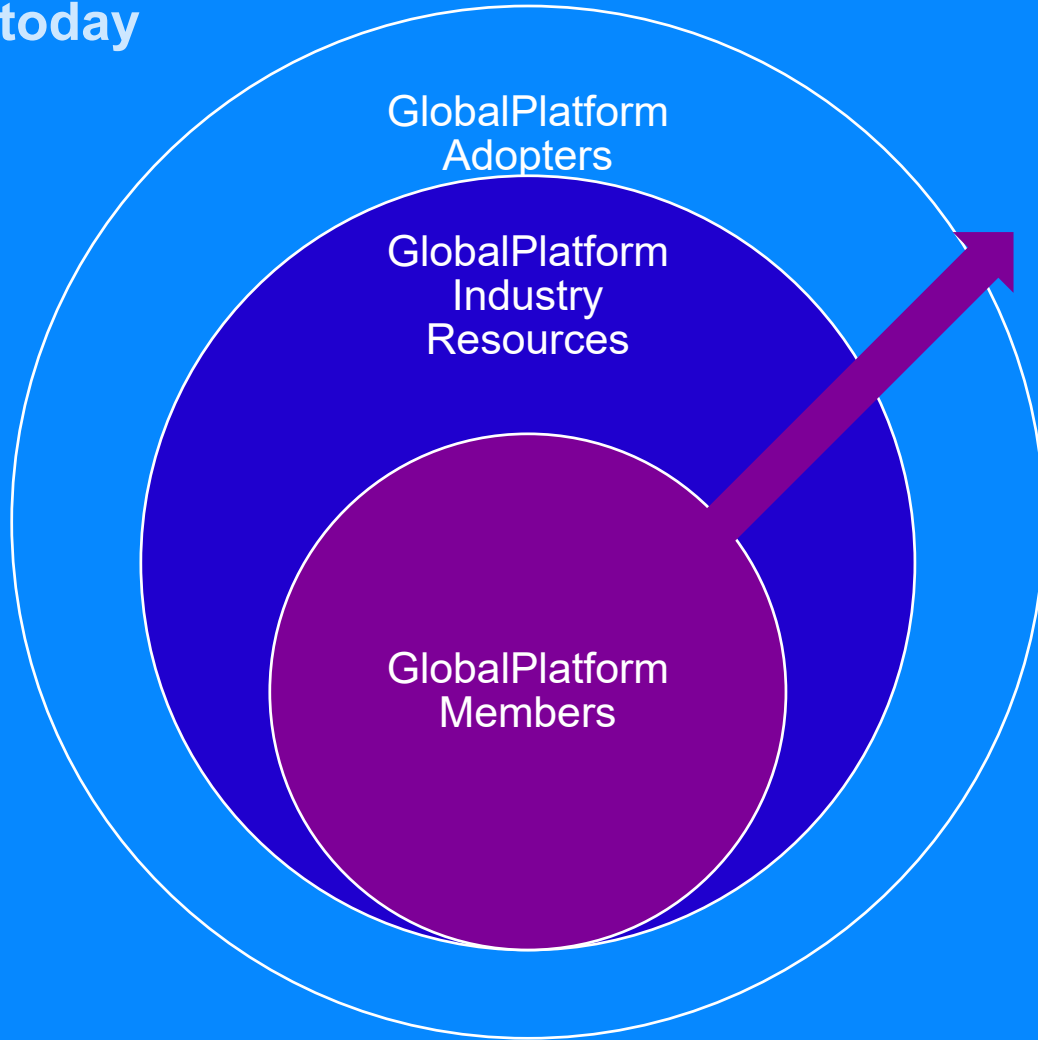 today
GlobalPlatform
Adopters
GlobalPlatform
Industry
Resources
GlobalPlatform
Members